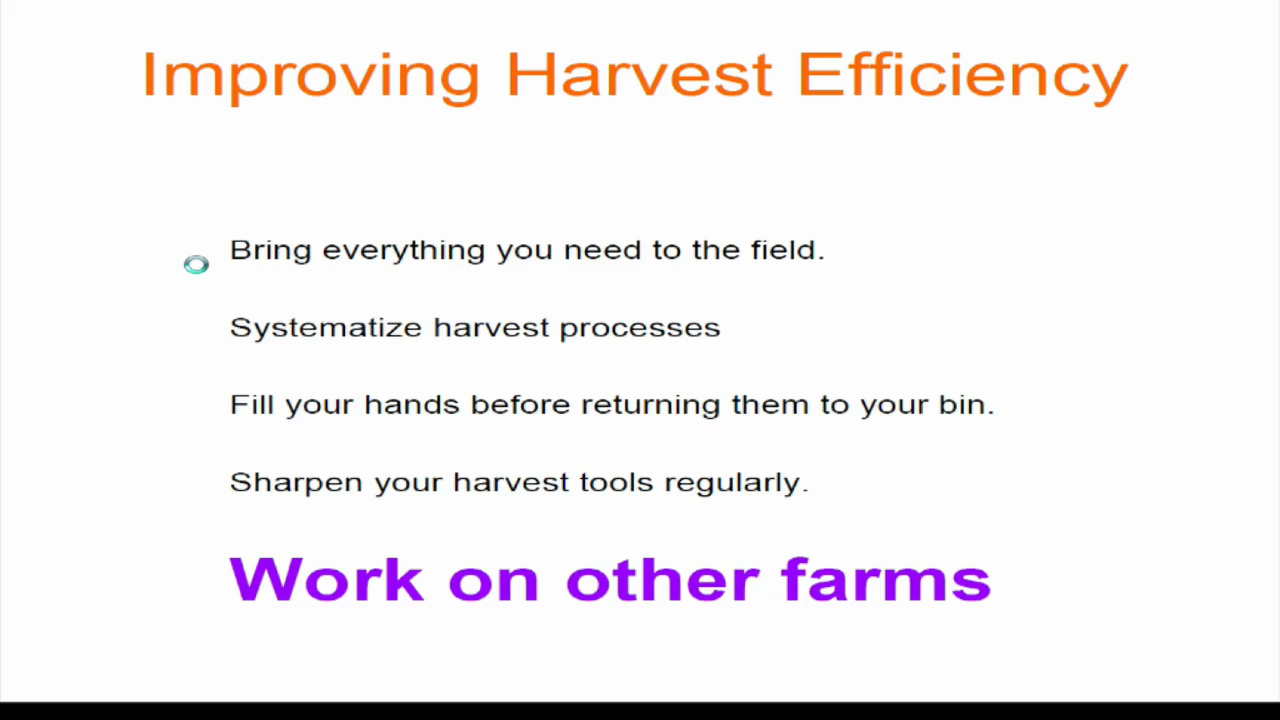 Improving Harvest Efficiency
Bring everything you need to the field.
Systematize harvest processes
Fill your hands before returning them to your bin.
Sharpen your harvest tools regularly.
Work on other farms